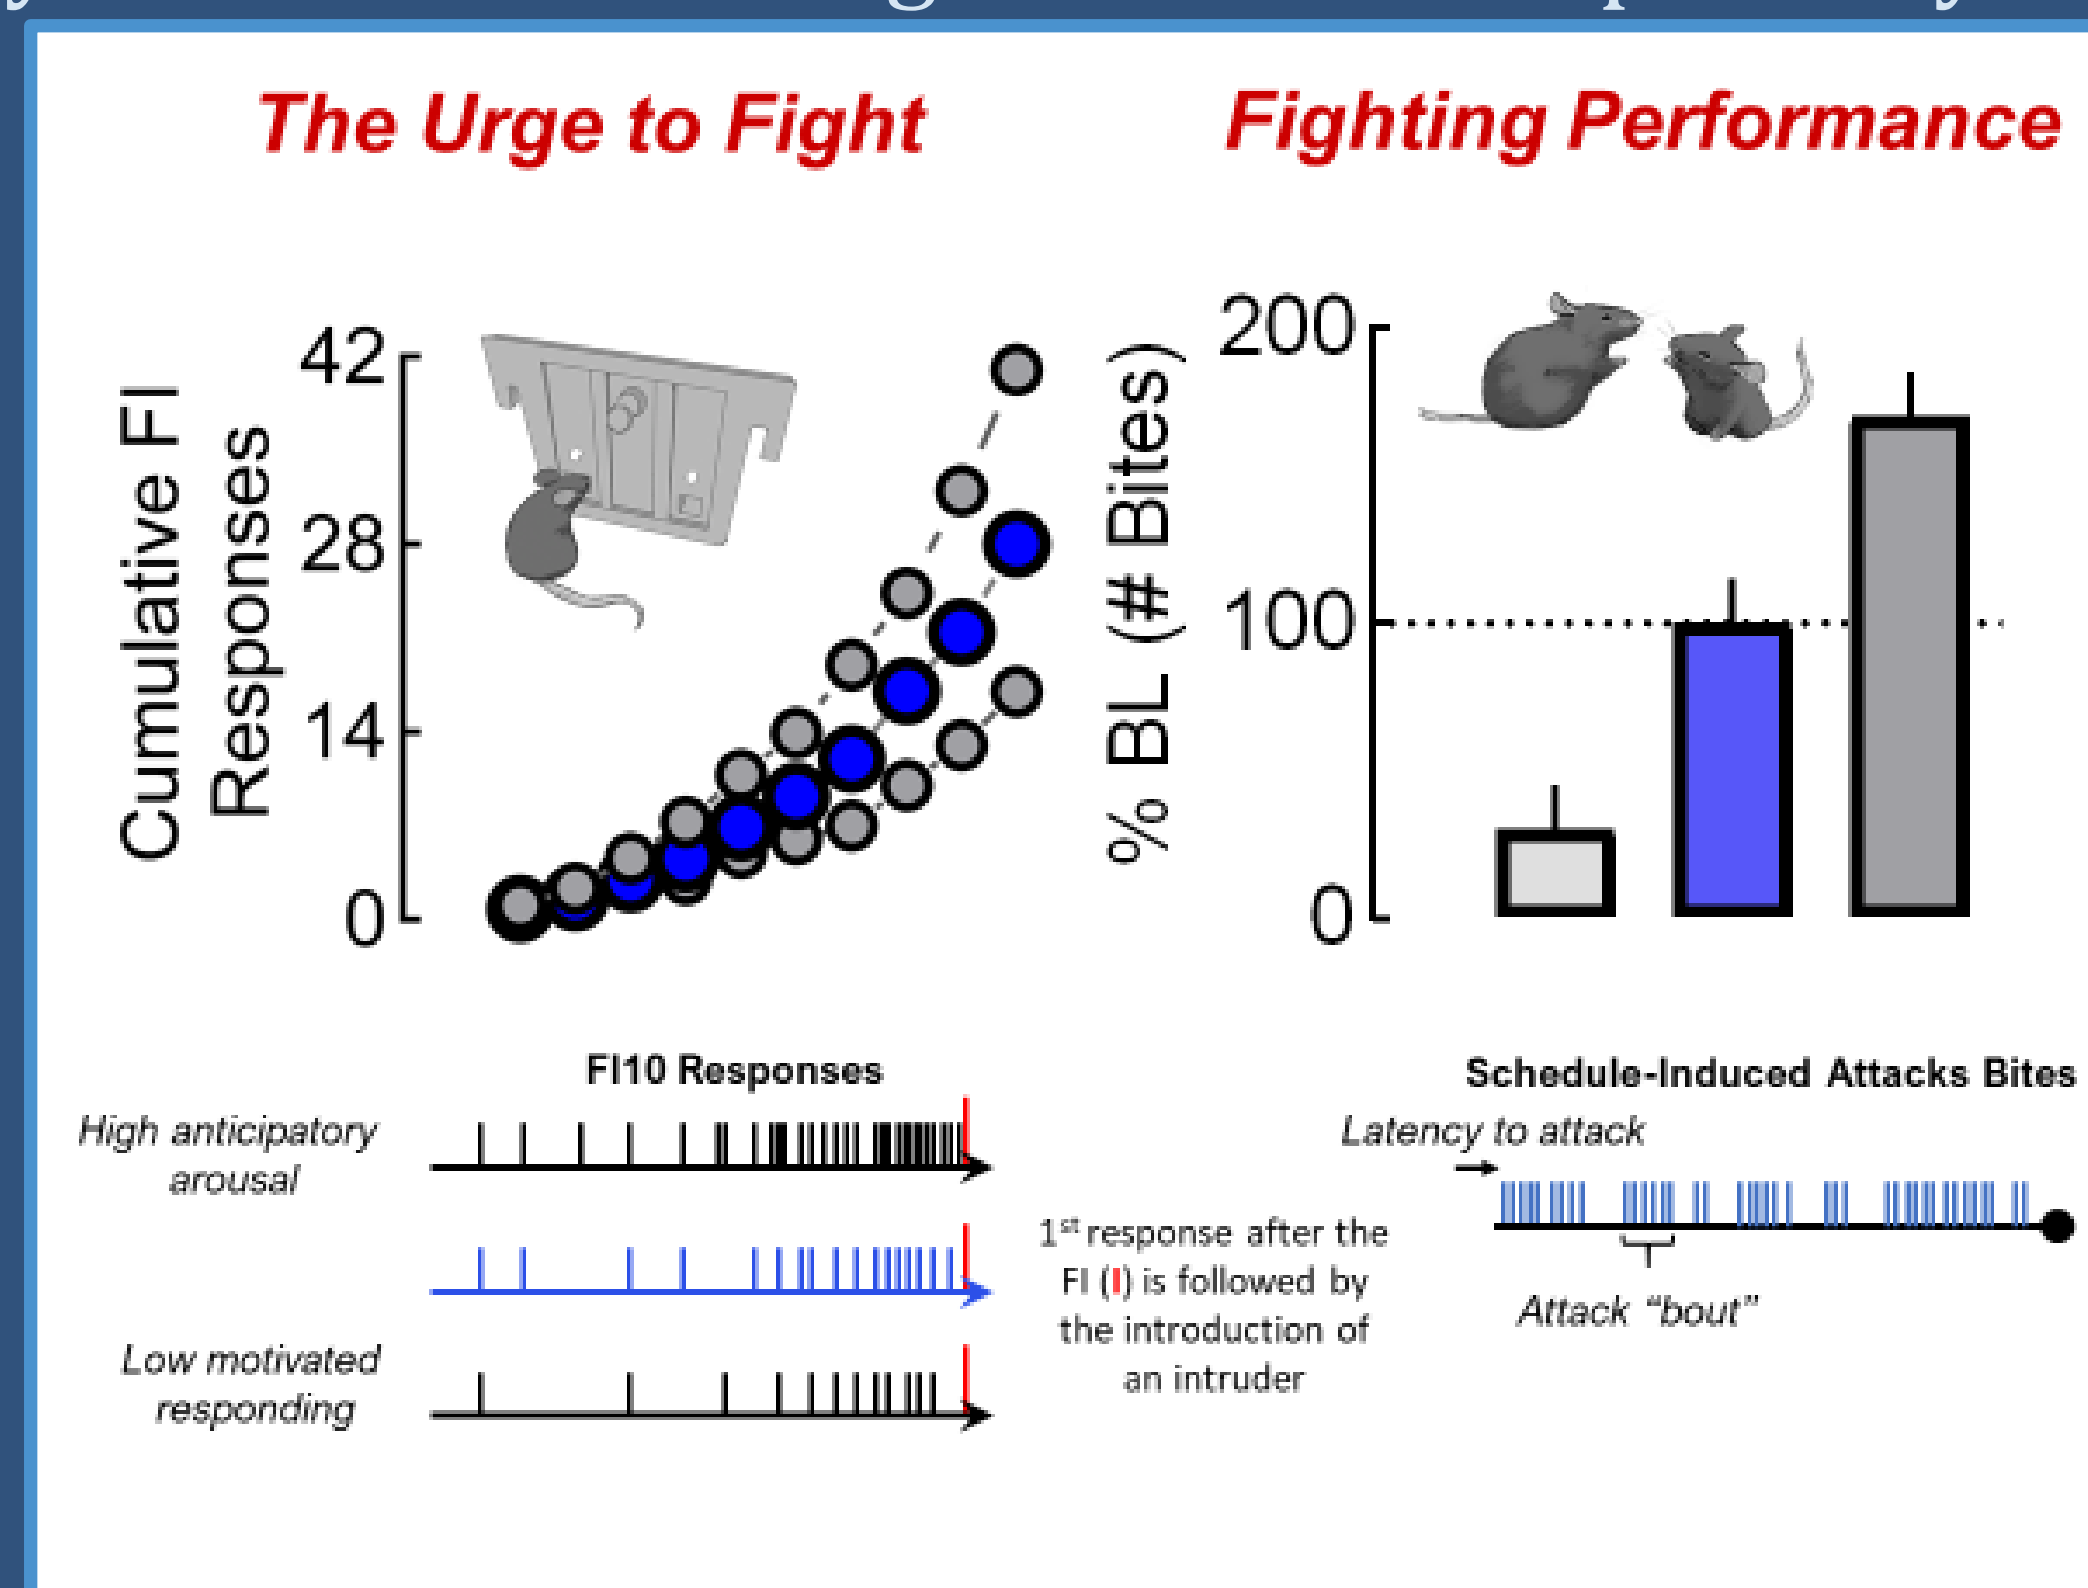 The Urge to Fight
Fighting Performance
Cumulative FI
Responses
42
28
14
0
% BL (# Bites)
200
100
0
FI10 Responses
High anticipatory
arousal
Low motivated
responding
1st response after the
FI (I) is followed by
the introduction of
an intruder
Schedule-Induced Attacks Bites
Latency to attack
Attack “bout”